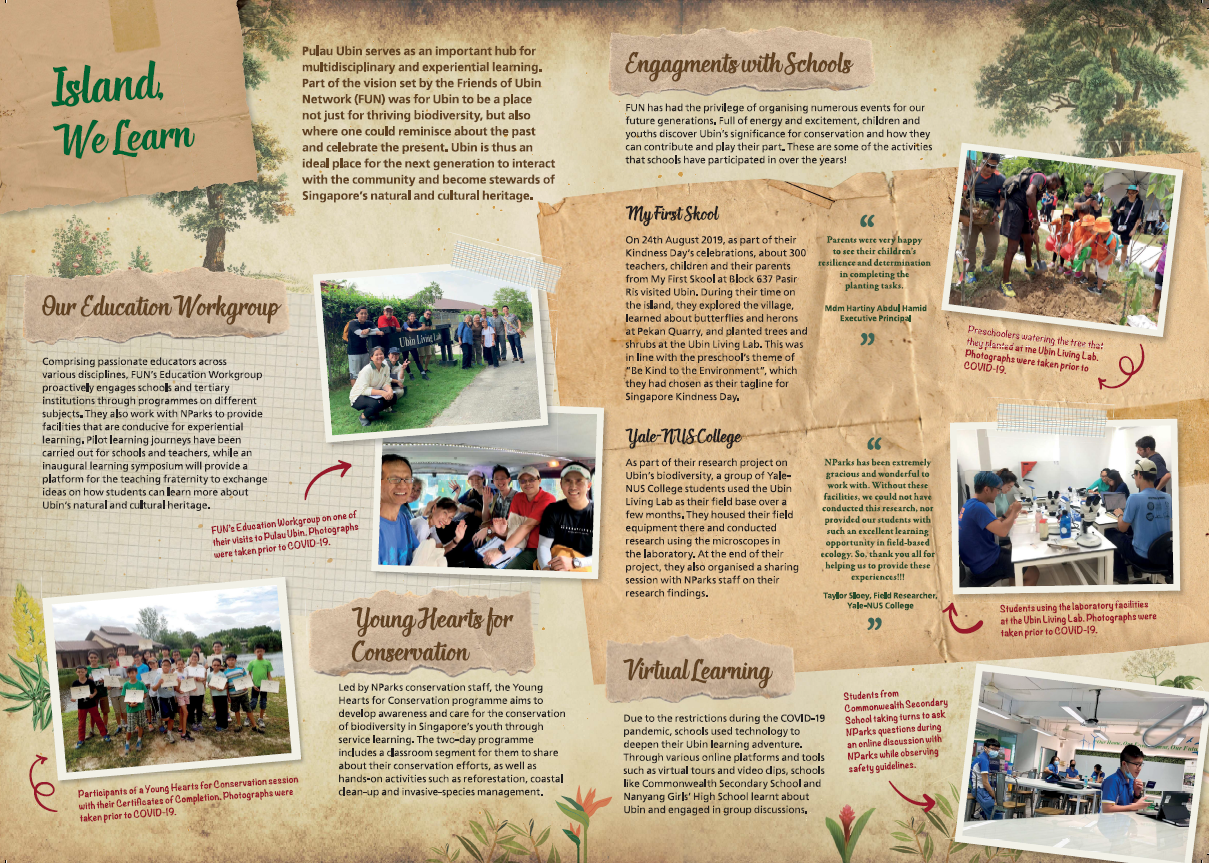 Island,
We Learn
Pulau Ubin serves as an important hub for
multidisciplinary and experiential learning.
Part of the vision set by the Friends of Ubin
Network (FUN) was for Ubin to be a place
not just for thriving biodiversity, but also
where one could reminisce about the past
and celebrate the present. Ubin is thus an
ideal place for the next generation to interact
with the community and become stewards of
Singapore's natural and cultural heritage.
Our Education Workgroup
Comprising passionate educators across
various disciplines, FUN's Education Workgroup
proactively engages schools and tertiary
institutions through programmes on different
subjects. They also work with NParks to provide
facilities that are conducive for experiential
learning. Pilot learning journeys have been
carried out for schools and teachers, while an
inaugural learning symposium will provide a
platform for the teaching fraternity to exchange
ideas on how students can learn more about
Ubin's natural and cultural heritage.
Ubin Living Lab
FUN's Education Workgroup on one of
their visits to Pulau Ubin. Photographs
were taken prior to COVID-19.
Participants of a Young Hearts for Conservation session
with their Certificates of Completion. Photographs were
taken prior to COVID-19.
Young Hearts for
Conservation
Led by NParks conservation staff, the Young
Hearts for Conservation programme aims to
develop awareness and care for the conservation
of biodiversity in Singapore's youth through
service learning. The two-day programme
includes a classroom segment for them to share
about their conservation efforts, as well as
hands-on activities such as reforestation, coastal
clean-up and invasive-species management.
Engagments with Schools
FUN has had the privilege of organising numerous events for our
future generations. Full of energy and excitement, children and
youths discover Ubin's significance for conservation and how they
can contribute and play their part. These are some of the activities
that schools have participated in over the years!
My First Skool
On 24th August 2019, as part of their
Kindness Day's celebrations, about 300
teachers, children and their parents
from My First Skool at Block 637 Pasir
Ris visited Ubin. During their time on
the island, they explored the village,
learned about butterflies and herons
at Pekan Quarry, and planted trees and
shrubs at the Ubin Living Lab. This was
in line with the preschool's theme of
"Be Kind to the Environment", which
they had chosen as their tagline for
Singapore Kindness Day.
“
Parents were very happy
to see their children's
resilience and determination
in completing the
planting tasks.
Mdm Hartiny Abdul Hamid
Executive Principal
”
Preschoolers watering the tree that
they planted at the Ubin Living Lab.
Photographs were taken prior to
COVID-19.
Yale-NUS College
As part of their research project on
Ubin's biodiversity, a group of Yale-
NUS College students used the Ubin
Living Lab as their field base over a
few months. They housed their field
equipment there and conducted
research using the microscopes in
the laboratory. At the end of their
project, they also organised a sharing
session with NParks staff on their
research findings.
“
NParks has been extremely
gracious and wonderful to
work with. Without these
facilities, we could not have
conducted this research, nor
provided our students with
such an excellent learning
opportunity in field-based
ecology. So, thank you all for
helping us to provide these
experiences!!!
Taylor Sloey, Field Researcher,
Yale-NUS College
”
Students using the laboratory facilities
at the Ubin Living Lab. Photographs were
taken prior to COVID-19.
Virtual Learning
Due to the restrictions during the COVID-19
pandemic, schools used technology to
deepen their Ubin learning adventure.
Through various online platforms and tools
such as virtual tours and video clips, schools
like Commonwealth Secondary School and
Nanyang Girls' High School learnt about
Ubin and engaged in group discussions.
Students from
Commonwealth Secondary
School taking turns to ask
NParks questions during
an online discussion with
NParks while observing
safety guidelines.